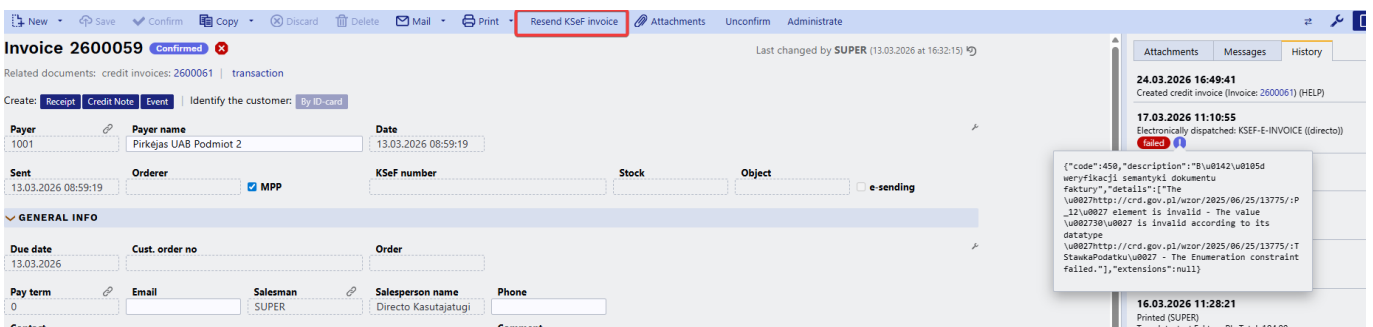 New Save Confirm Copy Discard Delete Mail Print Resend KSeF invoice Attachments Unconfirm Administrate
Invoice 2600059 Confirmed
Last changed by SUPER (13.03.2026 at 16:32:15)
Related documents: credit invoices: 2600061 | transaction
Create: Receipt Credit Note Event | Identify the customer: By ID-card
Payer Payer name Date
1001 Pirkėjas UAB Podmiot 2 13.03.2026 08:59:19
Sent Orderer KSeF number Stock Object
13.03.2026 08:59:19 MPP e-sending
GENERAL INFO
Due date Cust. order no Order
13.03.2026
Pay term Email Salesman Salesperson name Phone
0 SUPER Directo Kasutajatugi
Attachments Messages History
24.03.2026 16:49:41
Created credit invoice (Invoice: 2600061) (HELP)
17.03.2026 11:10:55
Electronically dispatched: KSEF-E-INVOICE ((directo))
failed
{"code":450,"description":"B\u0142\u0105d
weryfikacji semantyki dokumentu
faktury","details":["The
\u0027http://crd.gov.pl/wzor/2025/06/25/13775/:P
_12\u0027 element is invalid - The value
\u002730\u0027 is invalid according to its
datatype
\u0027http://crd.gov.pl/wzor/2025/06/25/13775/:T
StawkaPodatku\u0027 - The Enumeration constraint
failed."],"extensions":null}
16.03.2026 11:28:21
Printed (SUPER)